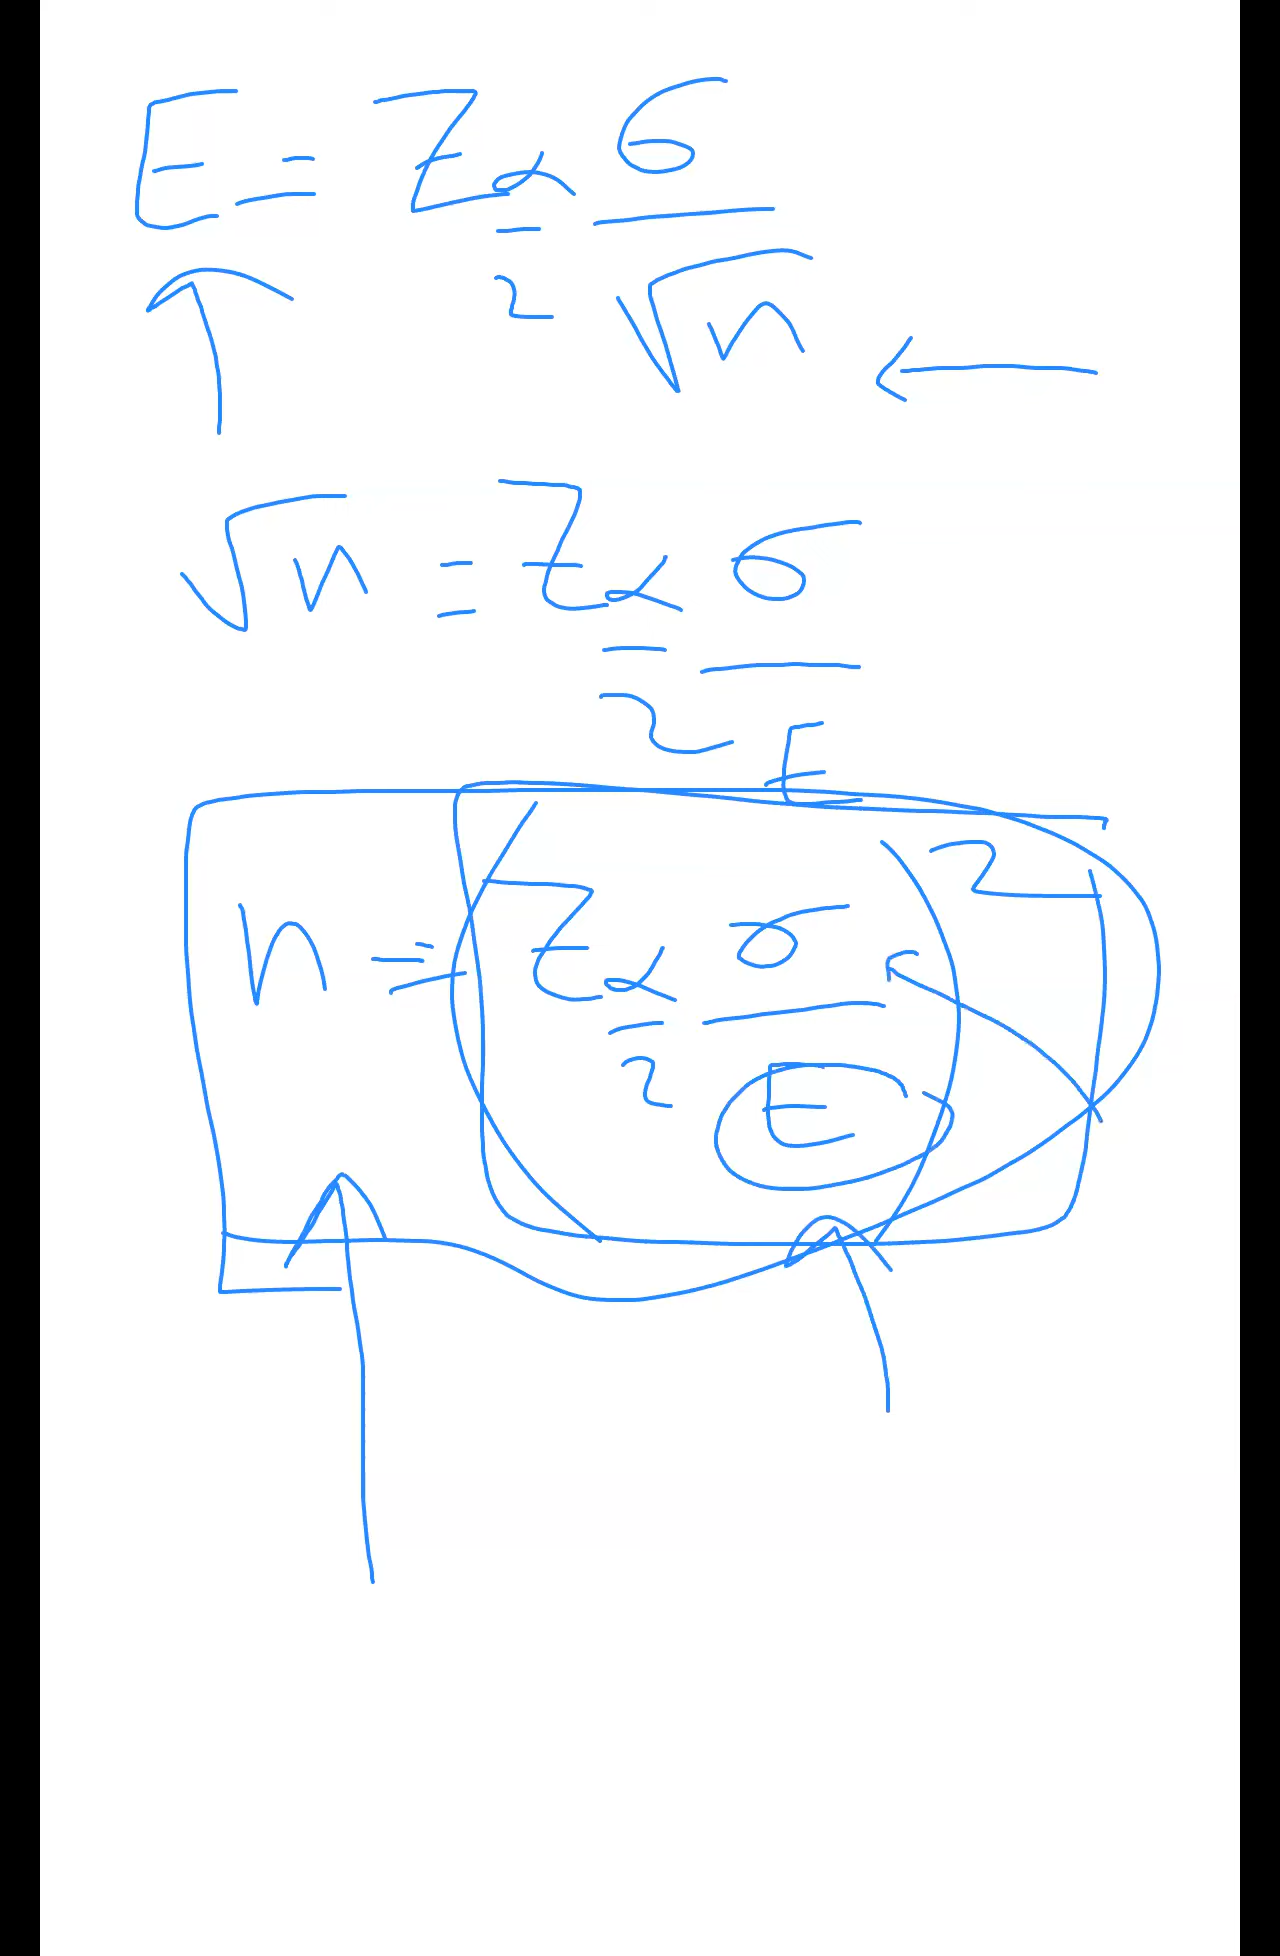 E = Z_{α/2} σ/√n
√n = Z_{α/2} σ/E
n = (Z_{α/2} σ/E)^2